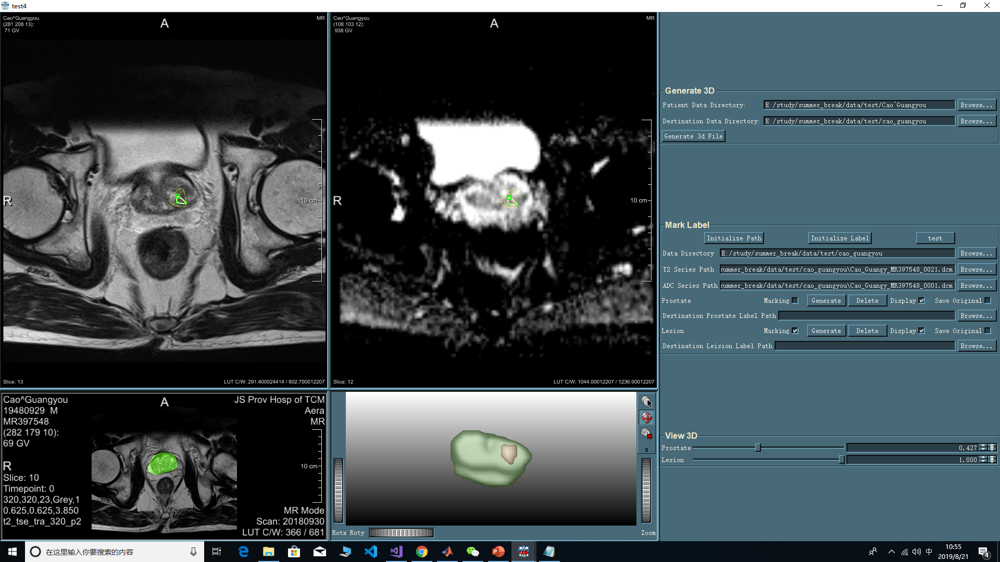 test4
Cao^Guangyou
(281 208 13):
71 GV
A
MR
R
10 cm
Slice: 13
LUT C/W: 291.400024414 / 602.700012207
Cao^Guangyou
(108 103 12):
938 GV
A
MR
R
10 cm
Slice: 12
LUT C/W: 1044.00012207 / 1236.00012207
Cao^Guangyou
19480929 M
MR397548
(282 179 10):
69 GV
R
Slice: 10
Timepoint: 0
320,320,23,Grey,1
0.625,0.625,3.850
t2_tse_tra_320_p2
A
JS Prov Hosp of TCM
Aera
MR
10 cm
MR Mode
Scan: 20180930
LUT C/W: 366 / 681
Rotx Roty
Zoom
Generate 3D
Patient Data Directory: E:/study/summer_break/data/test/Cao^Guangyou Browse...
Destination Data Directory: E:/study/summer_break/data/test/cao_guangyou Browse...
Generate 3d File
Mark Label
Initialize Path Initialize Label test
Data Directory E:/study/summer_break/data/test/cao_guangyou Browse...
T2 Series Path summer_break/data/test/cao_guangyou\Cao_Guangy_MR397548_0021.dcm Browse...
ADC Series Path summer_break/data/test/cao_guangyou\Cao_Guangy_MR397548_0001.dcm Browse...
Prostate Marking Generate Delete Display Save Original
Destination Prostate Label Path Browse...
Lesion Marking Generate Delete Display Save Original
Destination Leision Label Path Browse...
View 3D
Prostate 0.427
Lesion 1.000
在这里输入你要搜索的内容
中
10:55
2019/8/21
4